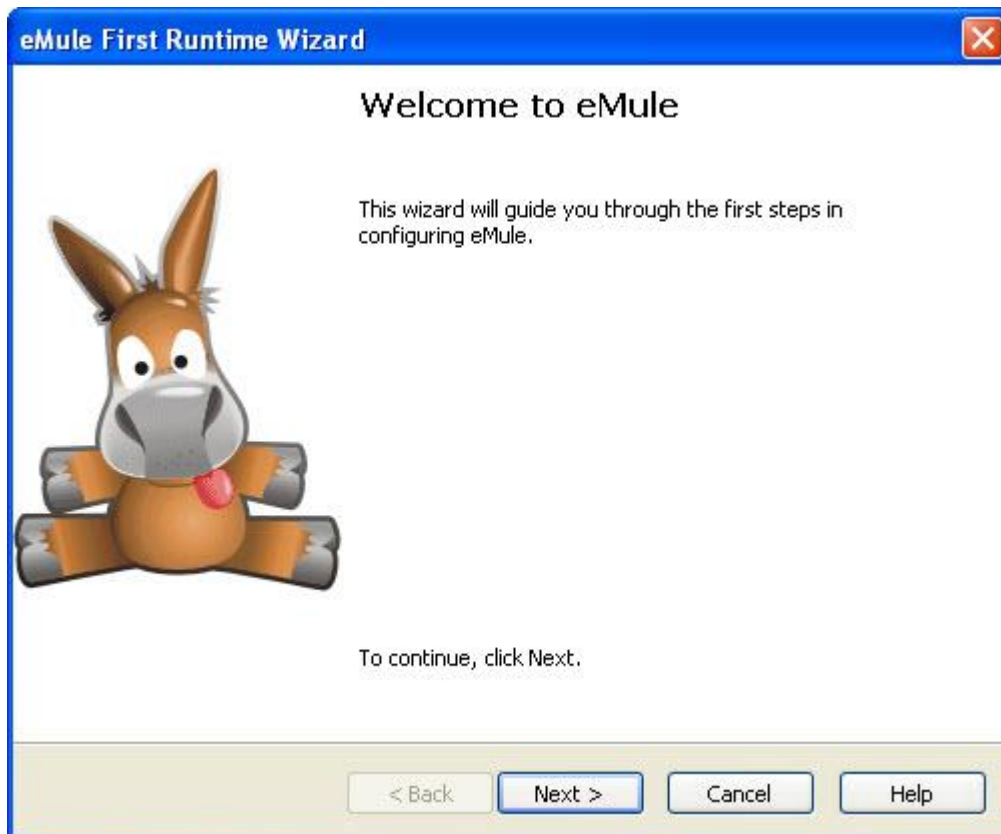 eMule First Runtime Wizard
Welcome to eMule
This wizard will guide you through the first steps in
configuring eMule.
To continue, click Next.
< Back
Next >
Cancel
Help